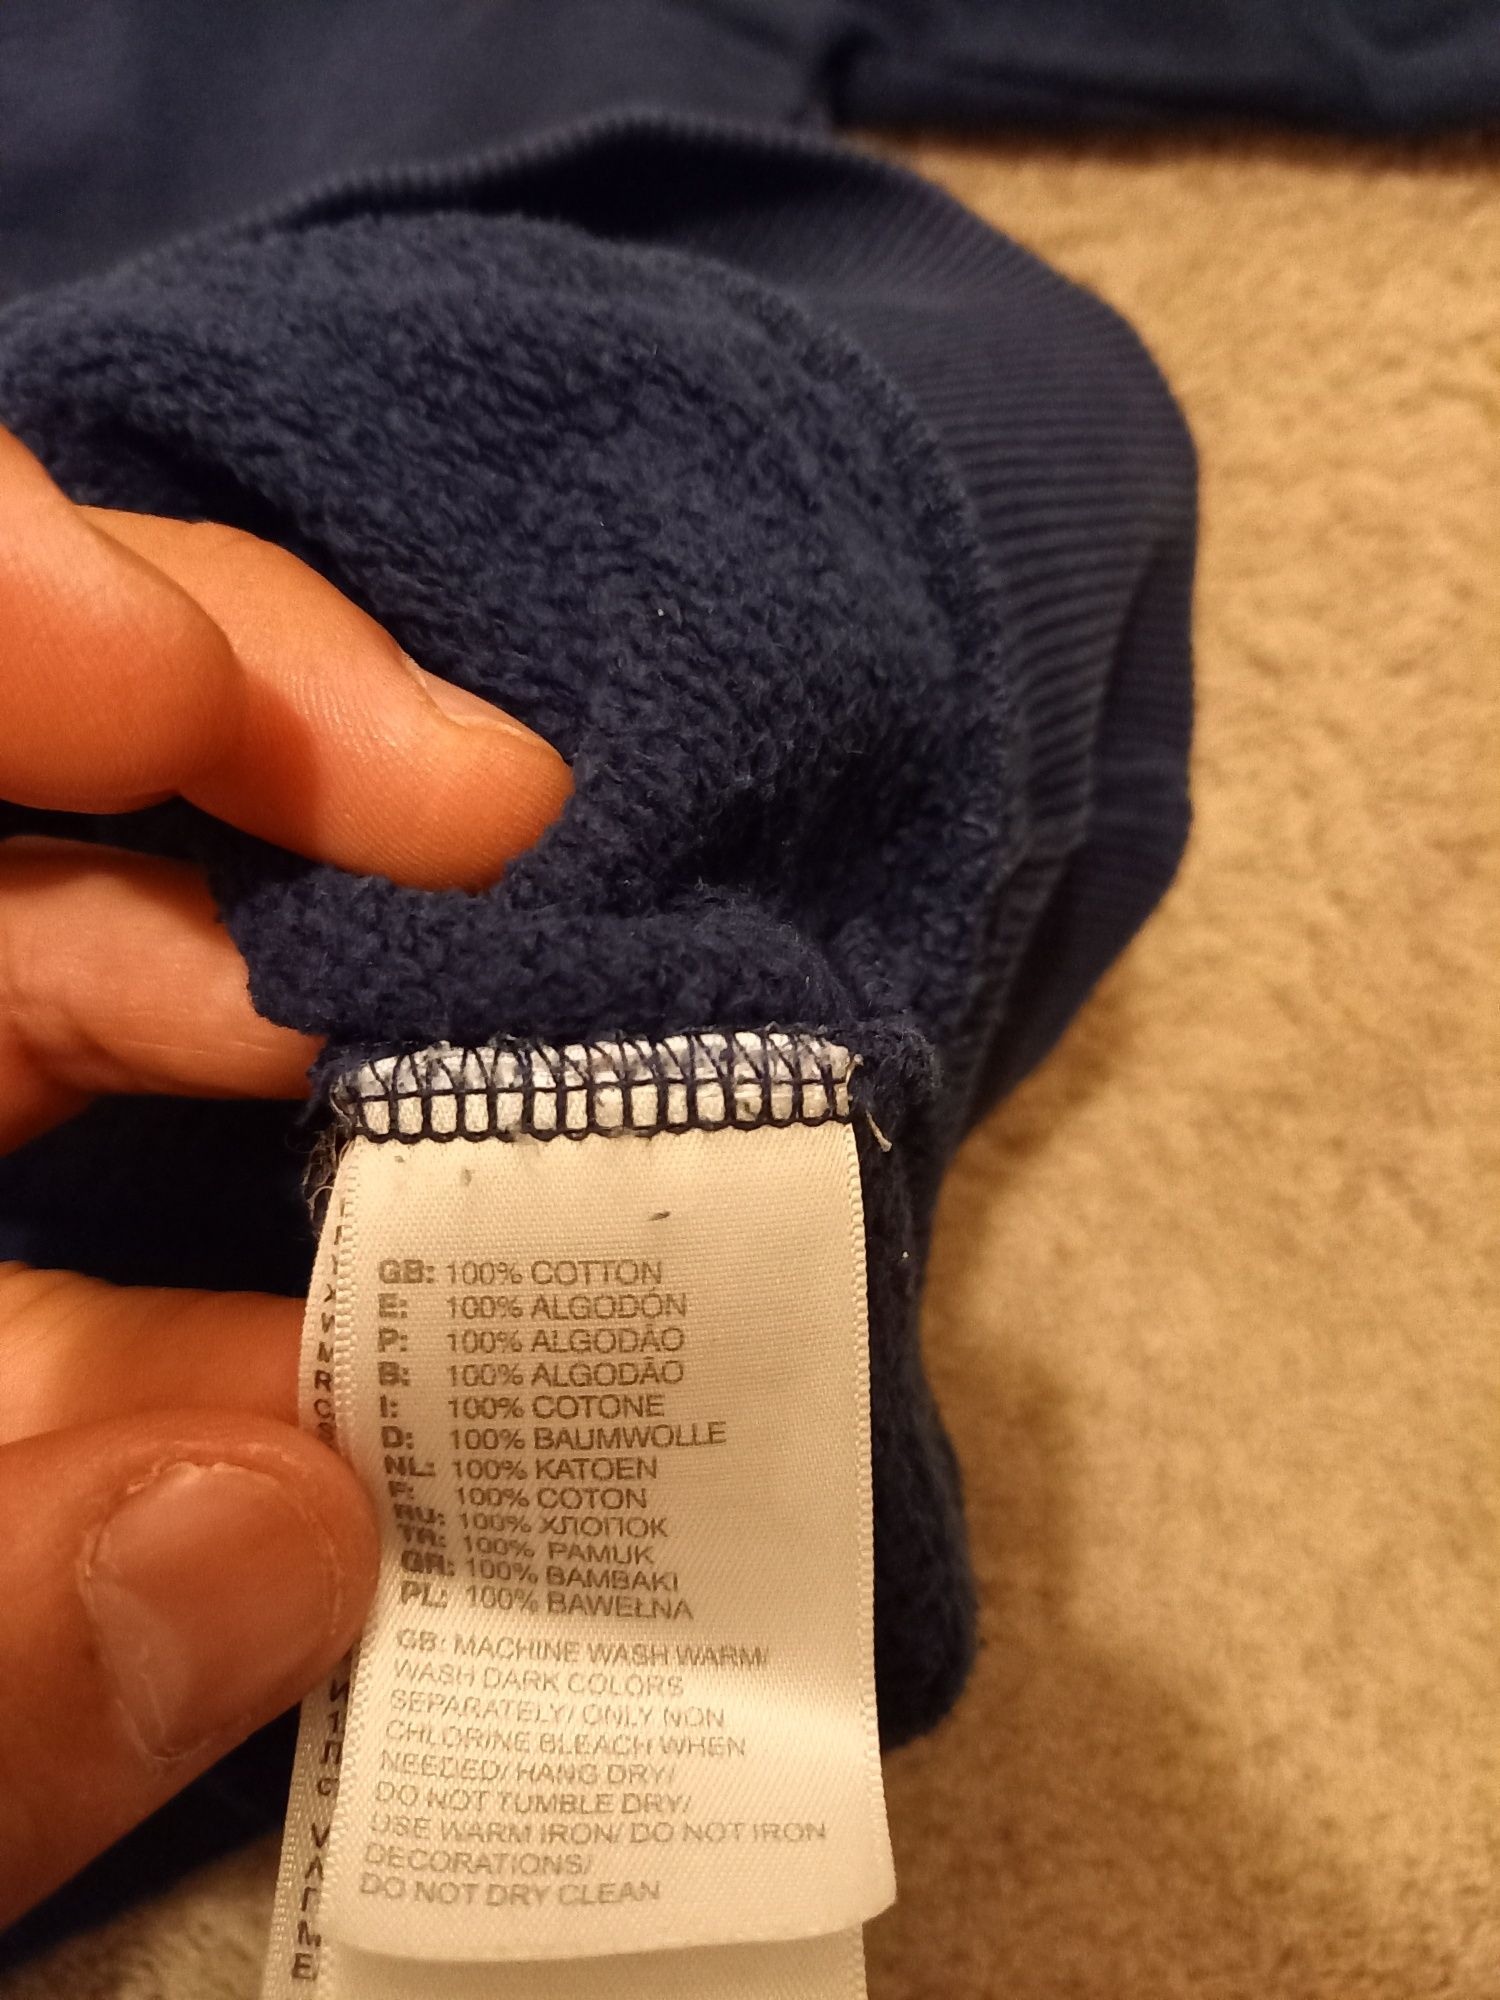 GB: 100% COTTON
E: 100% ALGODÓN
P: 100% ALGODÃO
B: 100% ALGODÃO
I: 100% COTONE
D: 100% BAUMWOLLE
NL: 100% KATOEN
F: 100% COTON
RU: 100% ХЛОПОК
TR: 100% PAMUK
GR: 100% BAMBAKI
PL: 100% BAWEŁNA
GB: MACHINE WASH WARM/
WASH DARK COLORS
SEPARATELY/ ONLY NON
CHLORINE BLEACH WHEN
NEEDED/ HANG DRY/
DO NOT TUMBLE DRY/
USE WARM IRON/ DO NOT IRON
DECORATIONS/
DO NOT DRY CLEAN